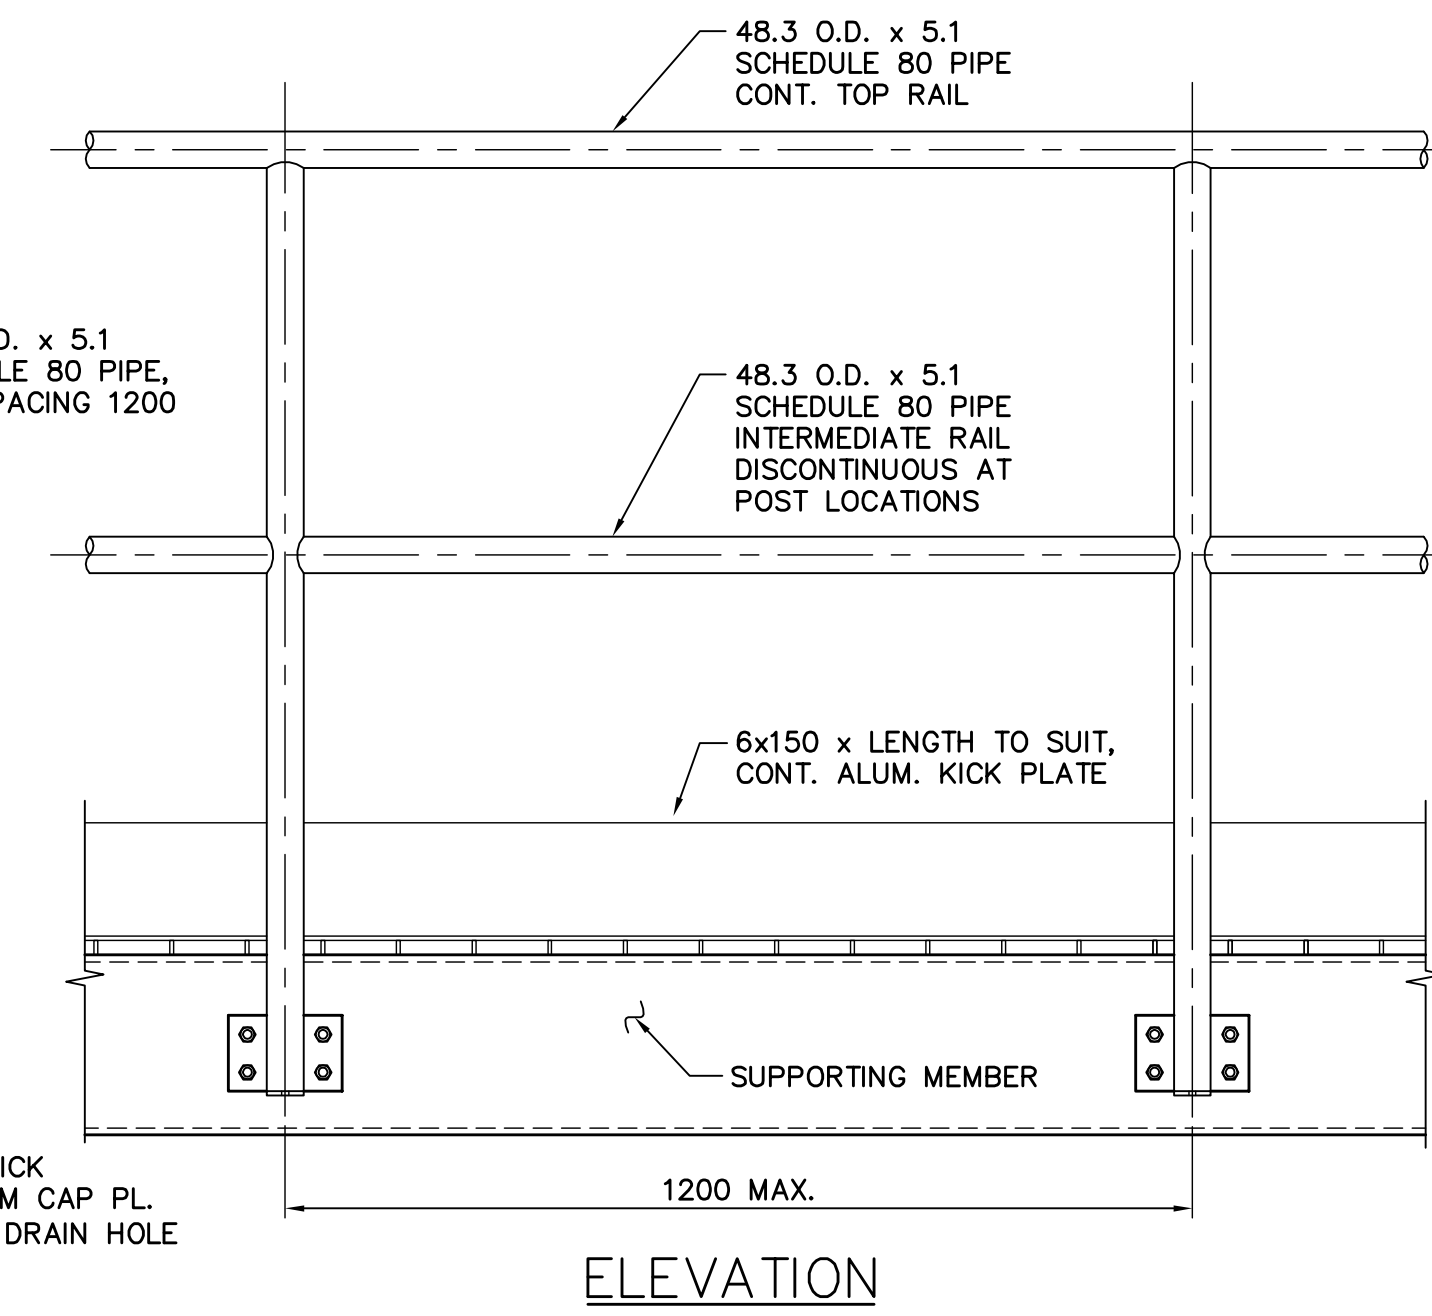 48.3 O.D. x 5.1
SCHEDULE 80 PIPE
CONT. TOP RAIL
D. x 5.1
LE 80 PIPE,
PACING 1200
48.3 O.D. x 5.1
SCHEDULE 80 PIPE
INTERMEDIATE RAIL
DISCONTINUOUS AT
POST LOCATIONS
6x150 x LENGTH TO SUIT,
CONT. ALUM. KICK PLATE
SUPPORTING MEMBER
ICK
M CAP PL.
DRAIN HOLE
1200 MAX.
ELEVATION